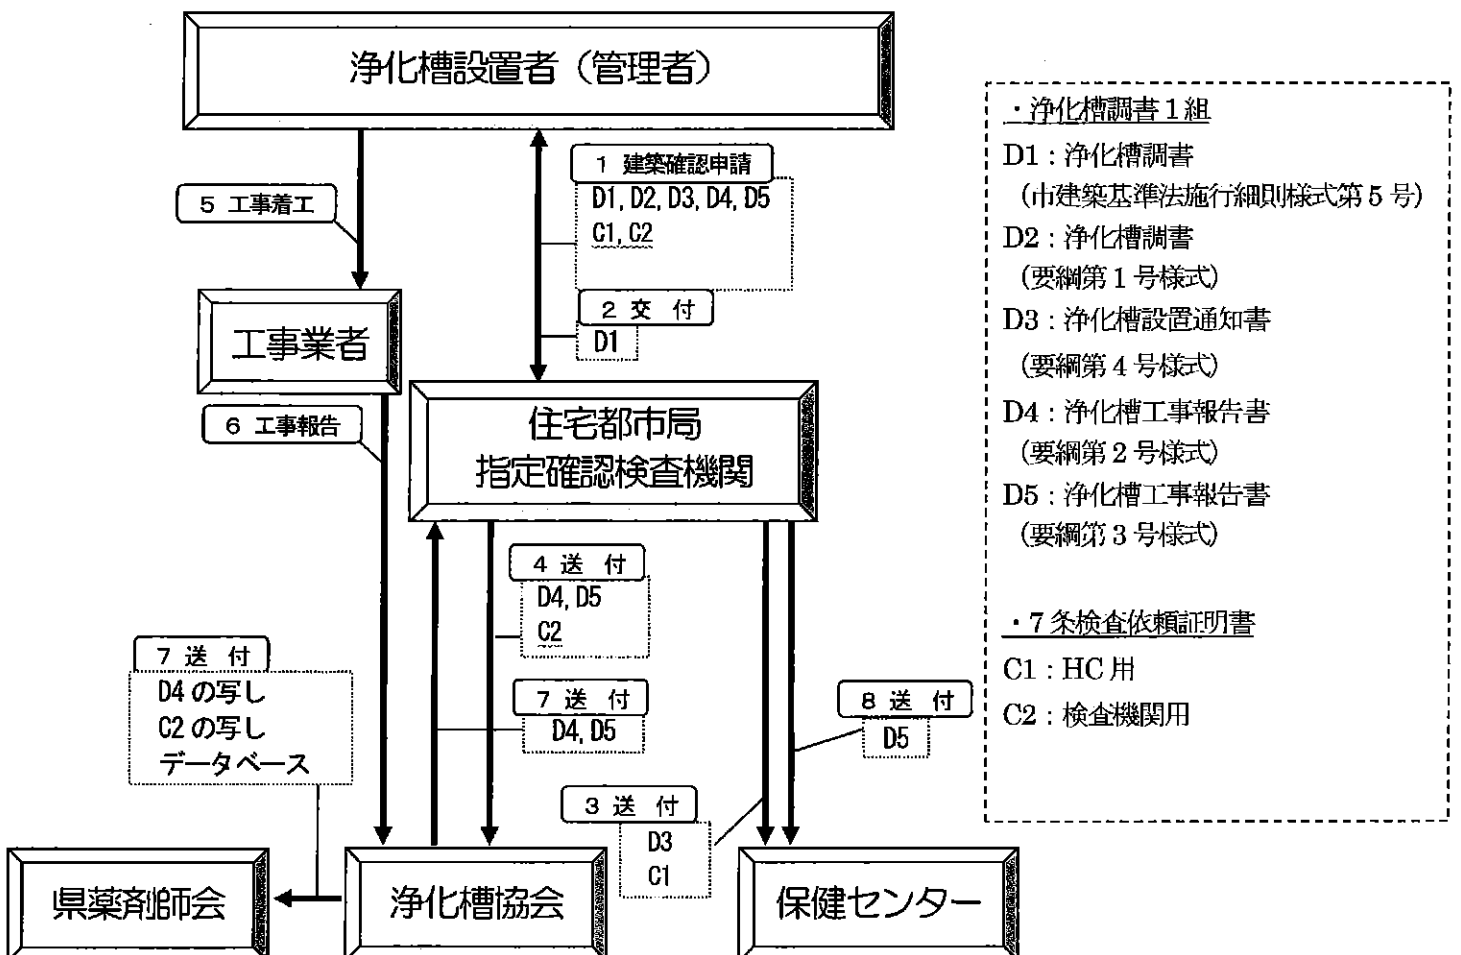 浄化槽設置者（管理者）
1 建築確認申請
D1, D2, D3, D4, D5
C1, C2
5 工事着工
2 交　付
D1
工事業者
住宅都市局
指定確認検査機関
6 工事報告
4 送　付
D4, D5
C2
7 送　付
D4 の写し
C2 の写し
データベース
7 送　付
D4, D5
8 送　付
D5
3 送　付
D3
C1
県薬剤師会
浄化槽協会
保健センター
・浄化槽調書１組
D1：浄化槽調書
（市建築基準法施行細則様式第５号）
D2：浄化槽調書
（要綱第１号様式）
D3：浄化槽設置通知書
（要綱第４号様式）
D4：浄化槽工事報告書
（要綱第２号様式）
D5：浄化槽工事報告書
（要綱第３号様式）
・７条検査依頼証明書
C1：HC 用
C2：検査機関用